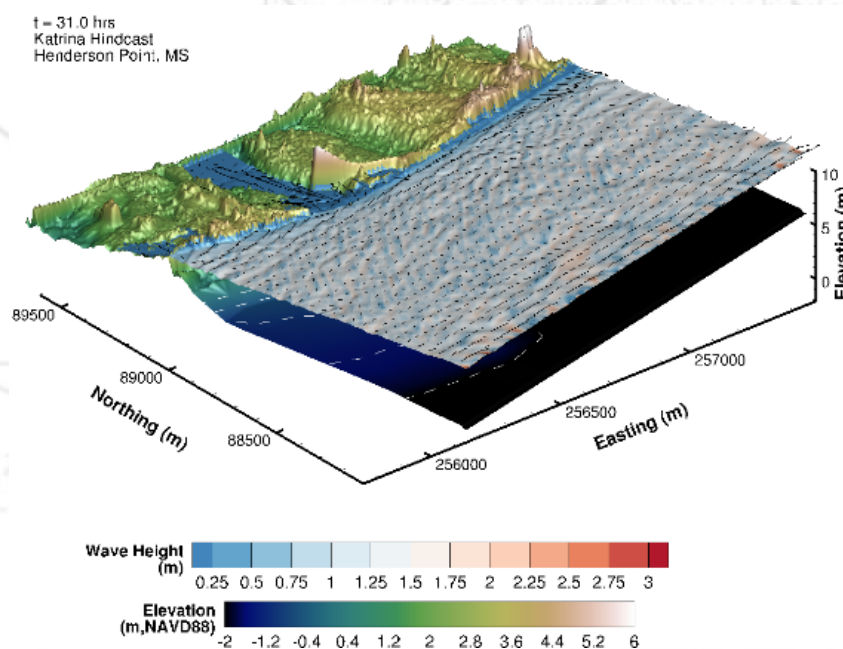 t = 31.0 hrs
Katrina Hindcast
Henderson Point, MS
10
5
0
Elevation (m)
89500
89000
88500
Northing (m)
257000
256500
256000
Easting (m)
Wave Height
(m)
0.25 0.5 0.75 1 1.25 1.5 1.75 2 2.25 2.5 2.75 3
Elevation
(m,NAVD88)
-2 -1.2 -0.4 0.4 1.2 2 2.8 3.6 4.4 5.2 6